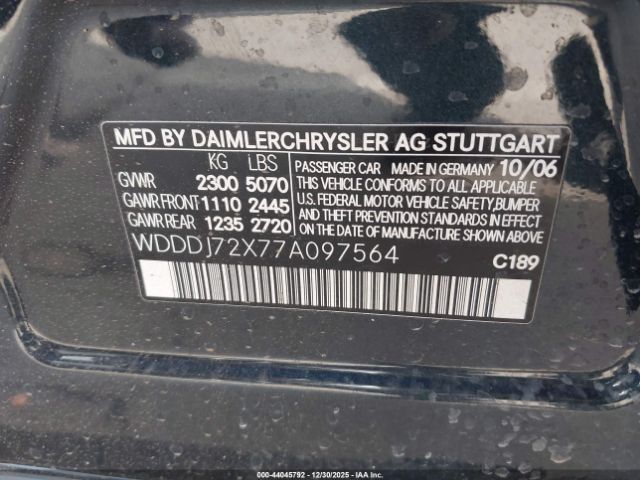 MFD BY DAIMLERCHRYSLER AG STUTTGART
KG LBS
GVWR 2300 5070
GAWR FRONT 1110 2445
GAWR REAR 1235 2720
PASSENGER CAR MADE IN GERMANY 10/06
THIS VEHICLE CONFORMS TO ALL APPLICABLE
U.S. FEDERAL MOTOR VEHICLE SAFETY, BUMPER
AND THEFT PREVENTION STANDARDS IN EFFECT
ON THE DATE OF MANUFACTURE SHOWN ABOVE
WDDDJ72X77A097564
C189
© - 44045792 - 12/30/2025 - IAA Inc.